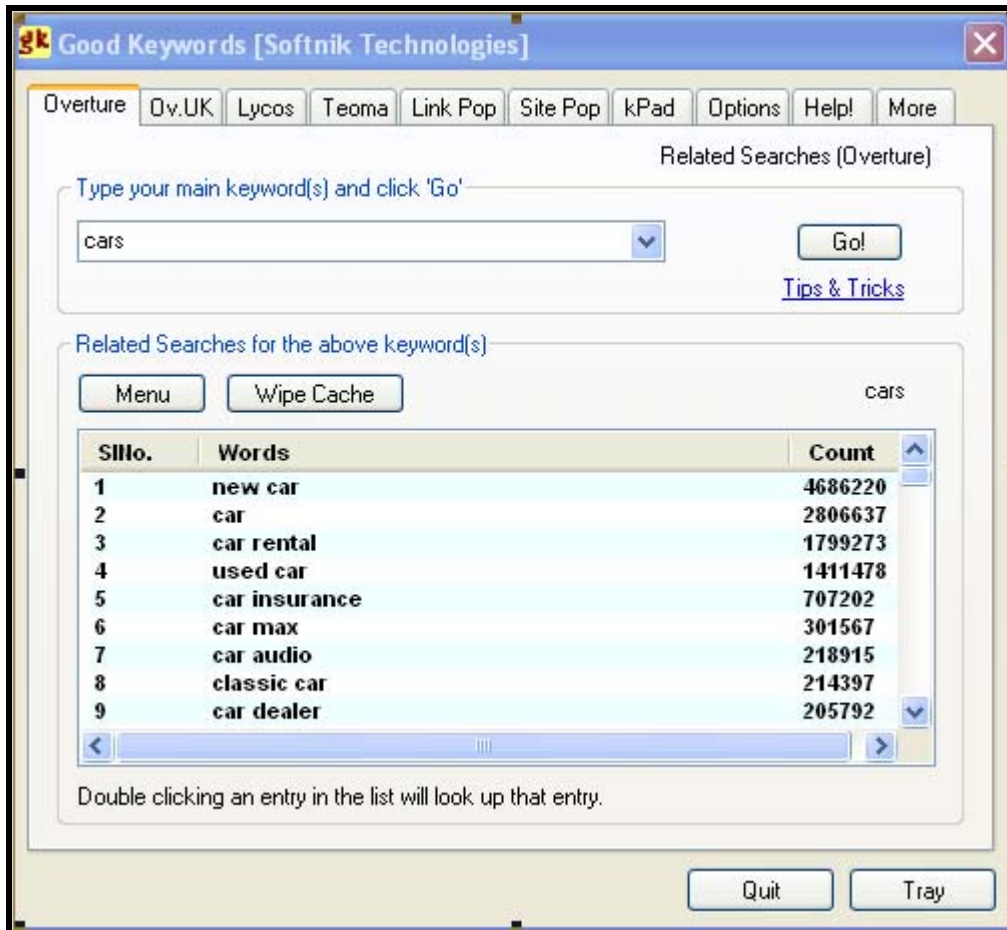 gk Good Keywords [Softnik Technologies]
Overture Ov.UK Lycos Teoma Link Pop Site Pop kPad Options Help! More
Related Searches (Overture)
Type your main keyword(s) and click 'Go'
cars Go!
Tips & Tricks
Related Searches for the above keyword(s)
Menu Wipe Cache cars
SlNo. Words Count
1 new car 4686220
2 car 2806637
3 car rental 1799273
4 used car 1411478
5 car insurance 707202
6 car max 301567
7 car audio 218915
8 classic car 214397
9 car dealer 205792
Double clicking an entry in the list will look up that entry.
Quit Tray